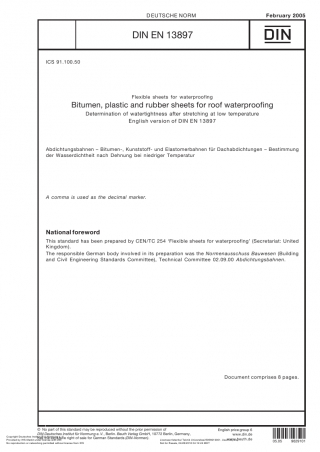 DEUTSCHE NORM
February 2005
DIN EN 13897
DIN
ICS 91.100.50
Flexible sheets for waterproofing
Bitumen, plastic and rubber sheets for roof waterproofing
Determination of watertightness after stretching at low temperature
English version of DIN EN 13897
Abdichtungsbahnen – Bitumen-, Kunststoff- und Elastomerbahnen für Dachabdichtungen – Bestimmung
der Wasserdichtheit nach Dehnung bei niedriger Temperatur
A comma is used as the decimal marker.
National foreword
This standard has been prepared by CEN/TC 254 ‘Flexible sheets for waterproofing’ (Secretariat: United
Kingdom).
The responsible German body involved in its preparation was the Normenausschuss Bauwesen (Building
and Civil Engineering Standards Committee), Technical Committee 02.09.00 Abdichtungsbahnen.
Document comprises 8 pages.
© No part of this standard may be reproduced without the prior permission of
DIN Deutsches Institut für Normung e.V., Berlin. Beuth Verlag GmbH, 10772 Berlin, Germany,
right of sale for German Standards (DIN-Normen).
English price group 6
www.din.de
www.beuth.de